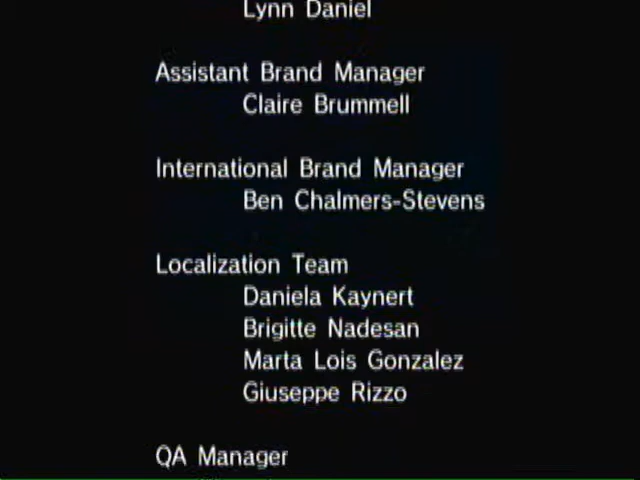 Lynn Daniel
Assistant Brand Manager
Claire Brummell
International Brand Manager
Ben Chalmers-Stevens
Localization Team
Daniela Kaynert
Brigitte Nadesan
Marta Lois Gonzalez
Giuseppe Rizzo
QA Manager